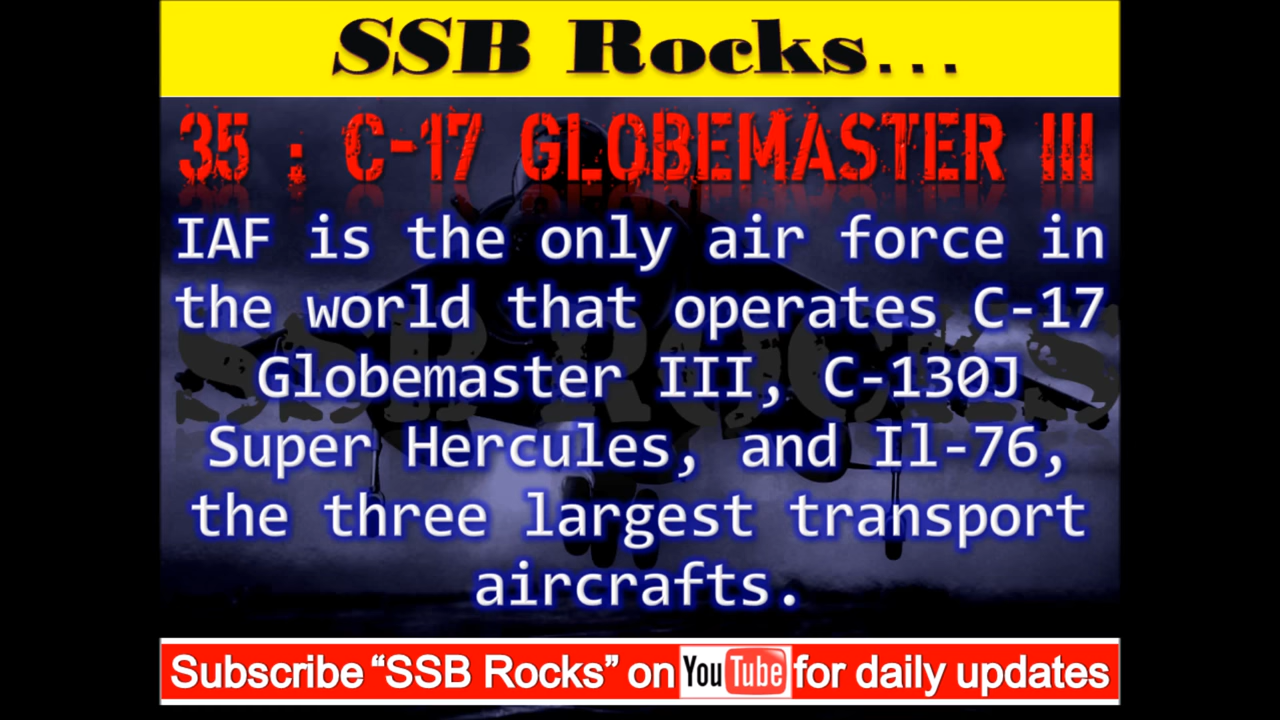 SSB Rocks...
35 : C-17 GLOBEMASTER III
IAF is the only air force in
the world that operates C-17
Globemaster III, C-130J
Super Hercules, and Il-76,
the three largest transport
aircrafts.
SSB ROCKS
Subscribe “SSB Rocks” on YouTube for daily updates